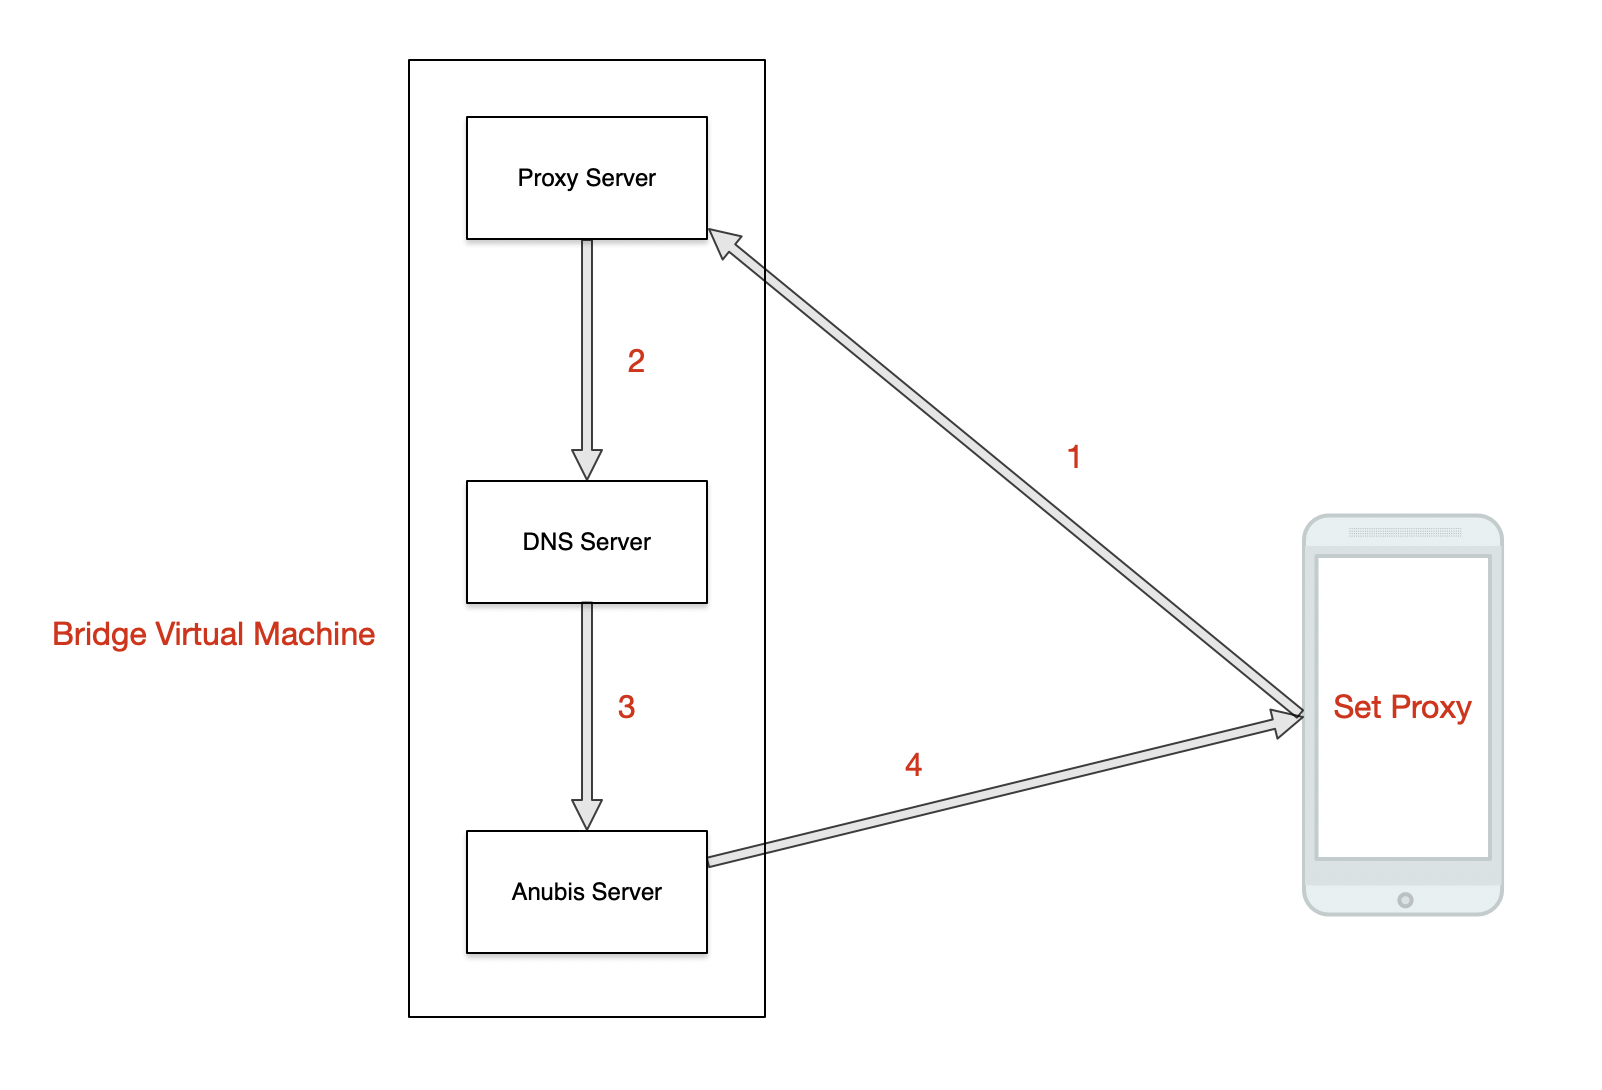 Proxy Server
2
1
DNS Server
Bridge Virtual Machine
3
Set Proxy
4
Anubis Server